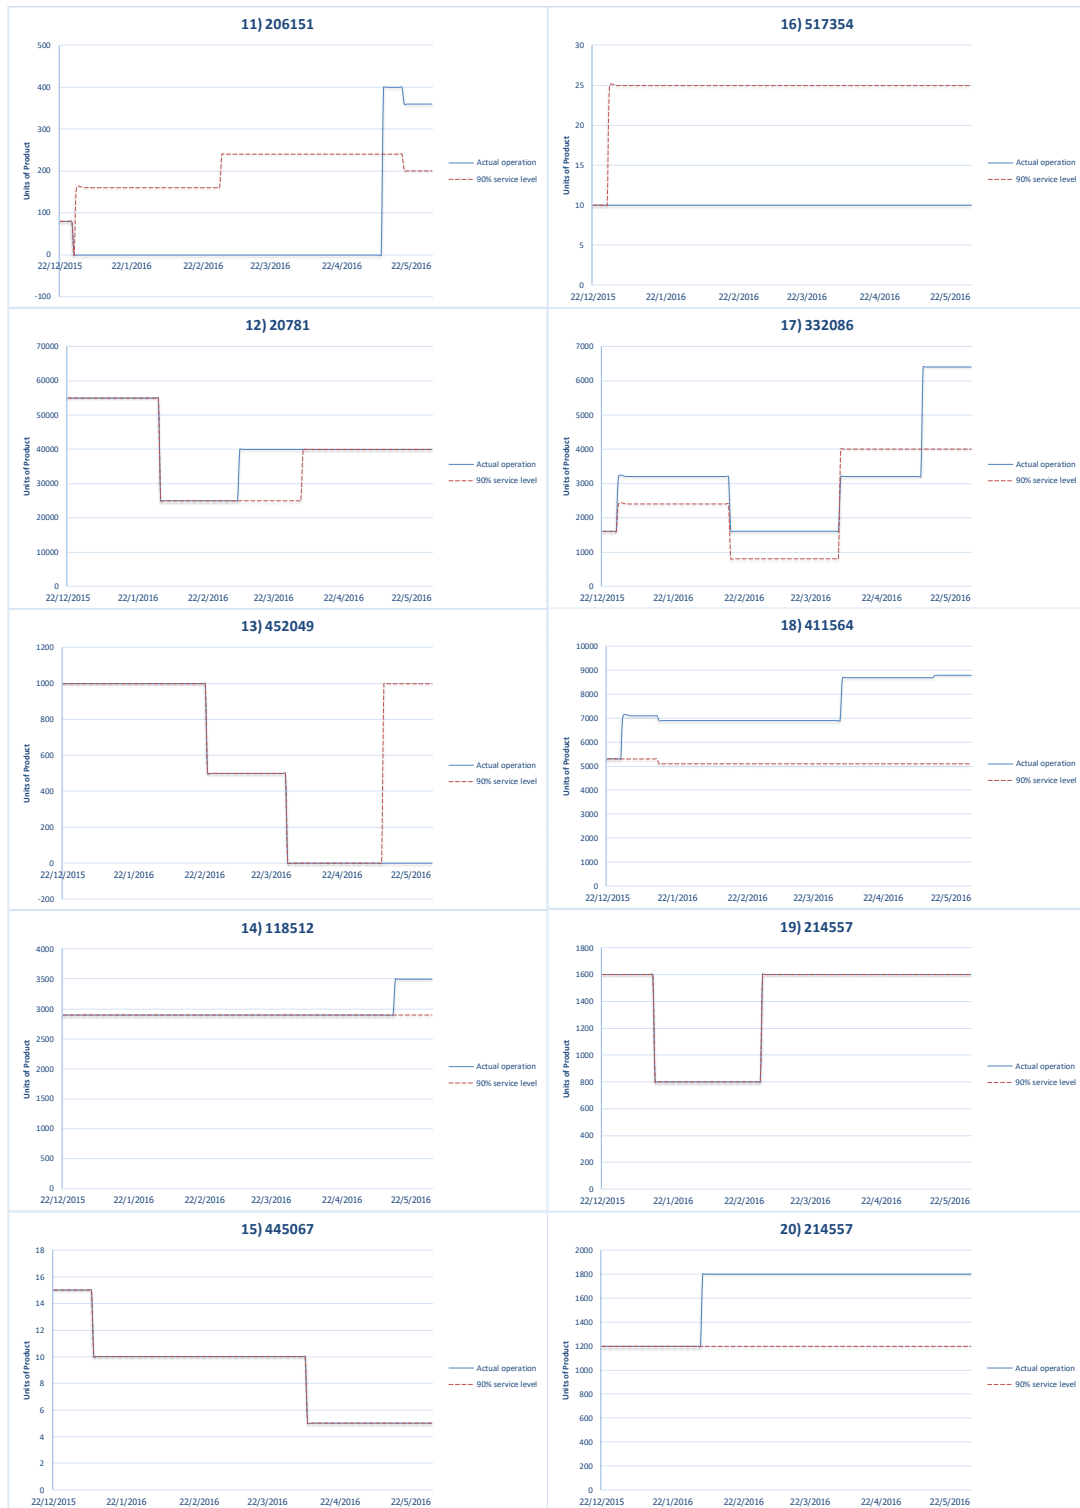 11) 206151
500
400
300
200
100
0
-100
Units of Product
22/12/2015 22/1/2016 22/2/2016 22/3/2016 22/4/2016 22/5/2016
Actual operation
90% service level
16) 517354
30
25
20
15
10
5
0
Units of Product
22/12/2015 22/1/2016 22/2/2016 22/3/2016 22/4/2016 22/5/2016
Actual operation
90% service level
12) 20781
70000
60000
50000
40000
30000
20000
10000
0
Units of Product
22/12/2015 22/1/2016 22/2/2016 22/3/2016 22/4/2016 22/5/2016
Actual operation
90% service level
17) 332086
7000
6000
5000
4000
3000
2000
1000
0
Units of Product
22/12/2015 22/1/2016 22/2/2016 22/3/2016 22/4/2016 22/5/2016
Actual operation
90% service level
13) 452049
1200
1000
800
600
400
200
0
-200
Units of Product
22/12/2015 22/1/2016 22/2/2016 22/3/2016 22/4/2016 22/5/2016
Actual operation
90% service level
18) 411564
10000
9000
8000
7000
6000
5000
4000
3000
2000
1000
0
Units of Product
22/12/2015 22/1/2016 22/2/2016 22/3/2016 22/4/2016 22/5/2016
Actual operation
90% service level
14) 118512
4000
3500
3000
2500
2000
1500
1000
500
0
Units of Product
22/12/2015 22/1/2016 22/2/2016 22/3/2016 22/4/2016 22/5/2016
Actual operation
90% service level
19) 214557
1800
1600
1400
1200
1000
800
600
400
200
0
Units of Product
22/12/2015 22/1/2016 22/2/2016 22/3/2016 22/4/2016 22/5/2016
Actual operation
90% service level
15) 445067
18
16
14
12
10
8
6
4
2
0
Units of Product
22/12/2015 22/1/2016 22/2/2016 22/3/2016 22/4/2016 22/5/2016
Actual operation
90% service level
20) 214557
2000
1800
1600
1400
1200
1000
800
600
400
200
0
Units of Product
22/12/2015 22/1/2016 22/2/2016 22/3/2016 22/4/2016 22/5/2016
Actual operation
90% service level